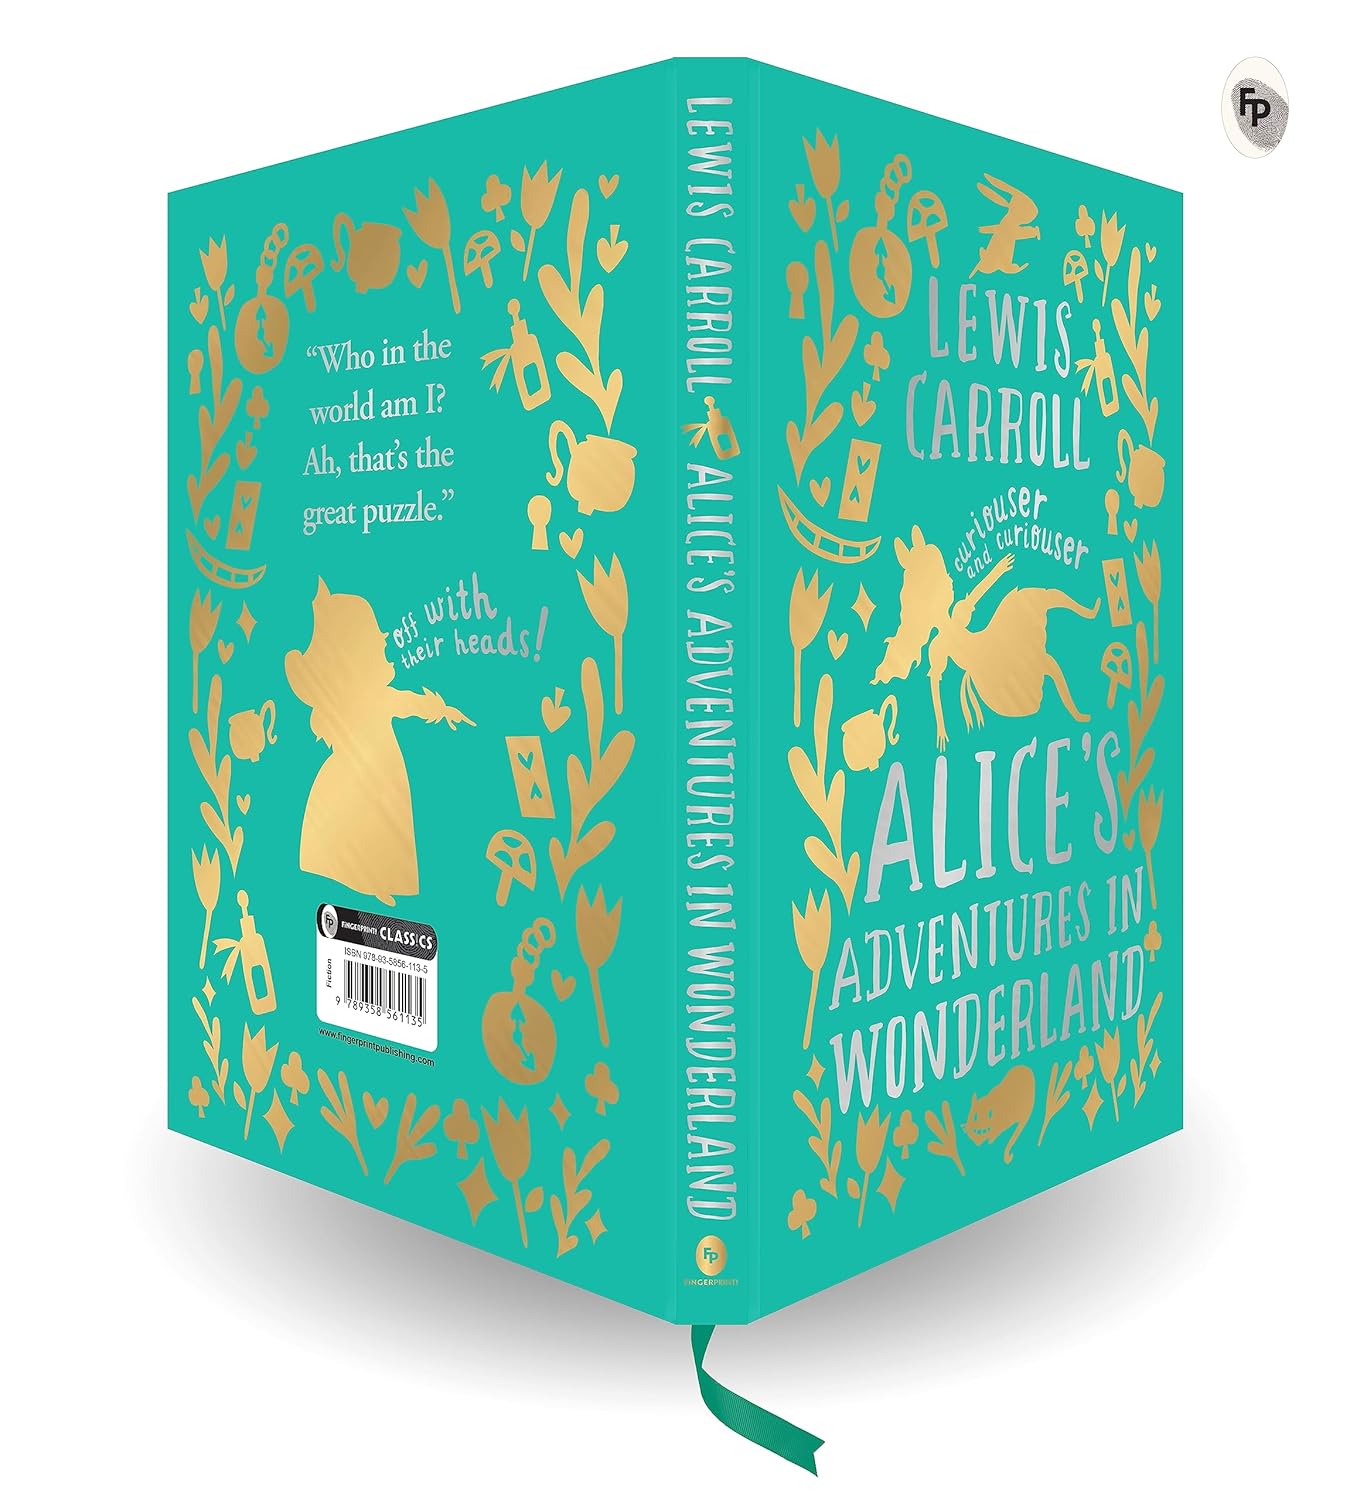 FP
"Who in the
world am I?
Ah, that's the
great puzzle."
off with
their heads!
FP
FiNGERPRINT!
CLASSiCS
ISBN 978-93-5856-113-5
Fiction
9 789358 561135
www.fingerprintpublishing.com
LEWIS CARROLL
ALICE'S ADVENTURES IN WONDERLAND
FP
FiNGERPRINT!
LEWIS
CARROLL
curiouser
and curiouser
ALICE'S
ADVENTURES IN
WONDERLAND